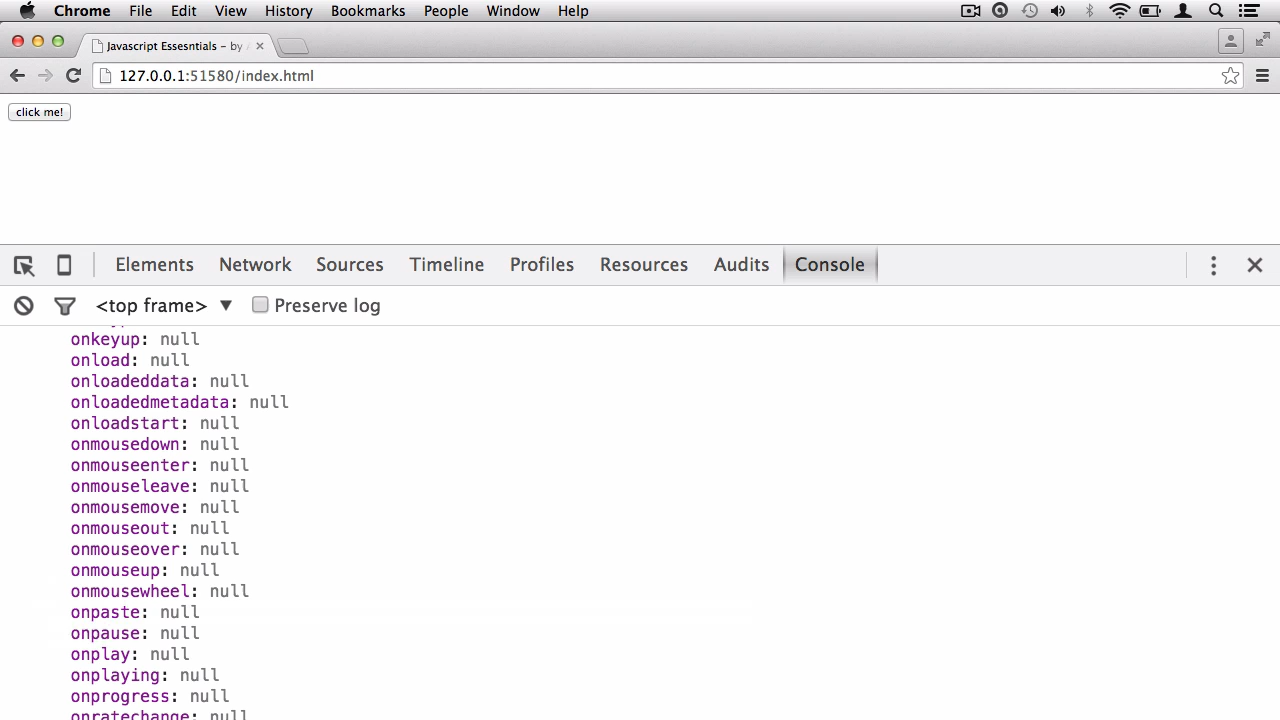 Chrome File Edit View History Bookmarks People Window Help
Javascript Essesntials – by
127.0.0.1:51580/index.html
click me!
Elements Network Sources Timeline Profiles Resources Audits Console
<top frame> ▼ Preserve log
onkeyup: null
onload: null
onloadeddata: null
onloadedmetadata: null
onloadstart: null
onmousedown: null
onmouseenter: null
onmouseleave: null
onmousemove: null
onmouseout: null
onmouseover: null
onmouseup: null
onmousewheel: null
onpaste: null
onpause: null
onplay: null
onplaying: null
onprogress: null
onratechange: null